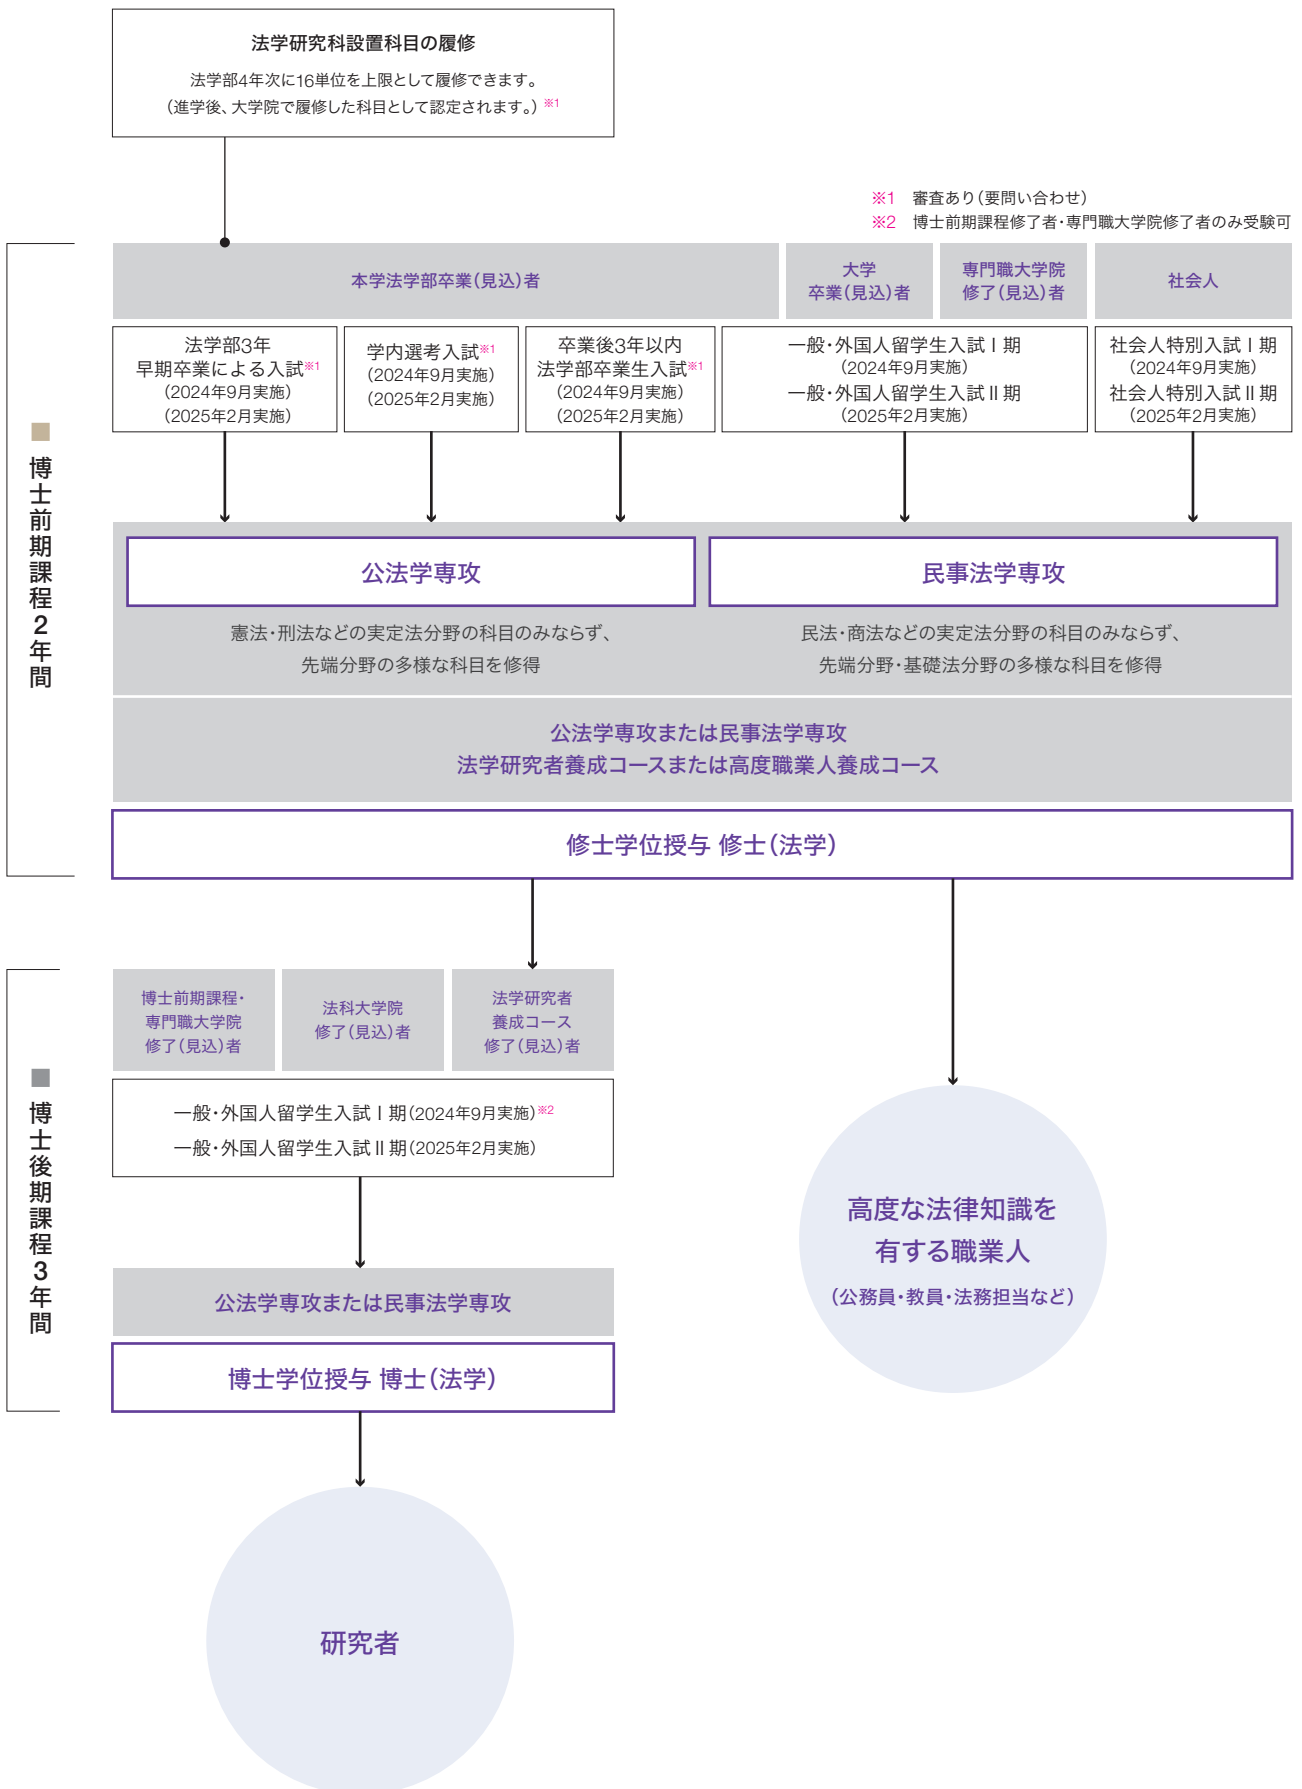 法学研究科設置科目の履修
法学部4年次に16単位を上限として履修できます。
（進学後、大学院で履修した科目として認定されます。）※1
※1 審査あり（要問い合わせ）
※2 博士前期課程修了者・専門職大学院修了者のみ受験可
博士前期課程2年間
本学法学部卒業（見込）者
大学
卒業（見込）者
専門職大学院
修了（見込）者
社会人
法学部3年
早期卒業による入試※1
（2024年9月実施）
（2025年2月実施）
学内選考入試※1
（2024年9月実施）
（2025年2月実施）
卒業後3年以内
法学部卒業生入試※1
（2024年9月実施）
（2025年2月実施）
一般・外国人留学生入試Ⅰ期
（2024年9月実施）
一般・外国人留学生入試Ⅱ期
（2025年2月実施）
社会人特別入試Ⅰ期
（2024年9月実施）
社会人特別入試Ⅱ期
（2025年2月実施）
公法学専攻
憲法・刑法などの実定法分野の科目のみならず、
先端分野の多様な科目を修得
民事法学専攻
民法・商法などの実定法分野の科目のみならず、
先端分野・基礎法分野の多様な科目を修得
公法学専攻または民事法学専攻
法学研究者養成コースまたは高度職業人養成コース
修士学位授与 修士（法学）
博士後期課程3年間
博士前期課程・
専門職大学院
修了（見込）者
法科大学院
修了（見込）者
法学研究者
養成コース
修了（見込）者
一般・外国人留学生入試Ⅰ期（2024年9月実施）※2
一般・外国人留学生入試Ⅱ期（2025年2月実施）
公法学専攻または民事法学専攻
博士学位授与 博士（法学）
高度な法律知識を
有する職業人
（公務員・教員・法務担当など）
研究者